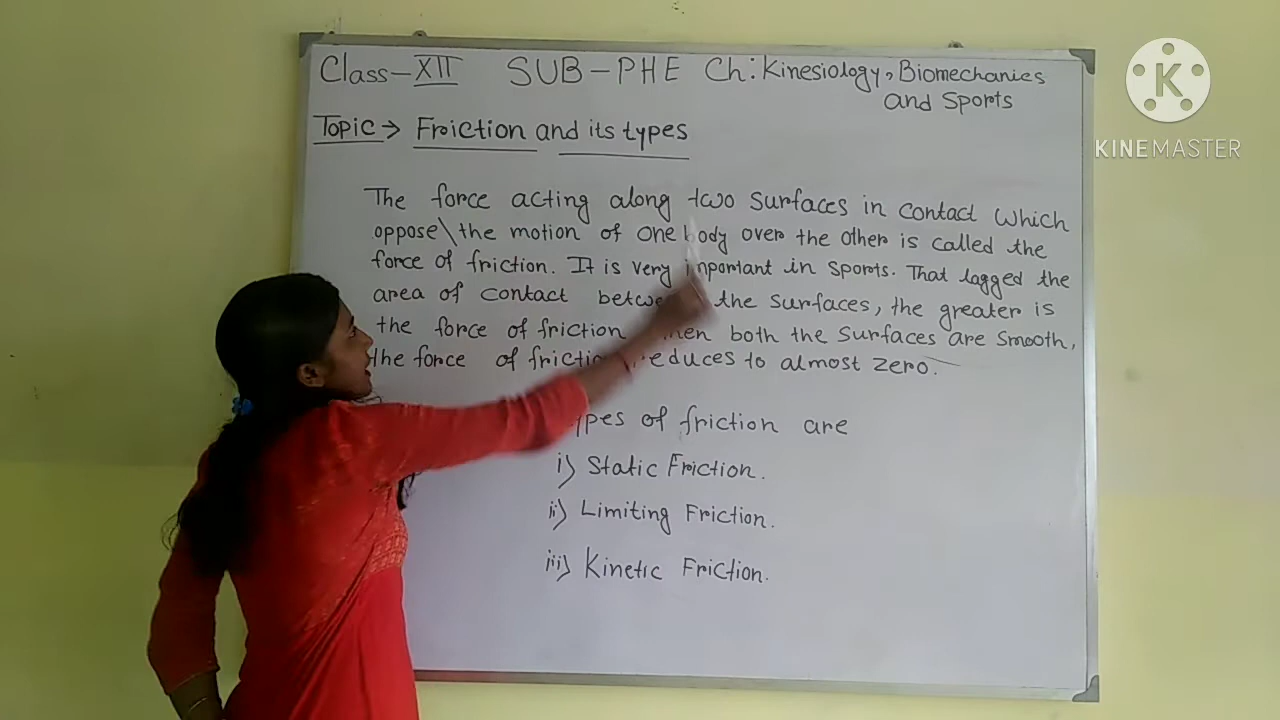 Class-XII SUB-PHE Ch: Kinesiology, Biomechanics
and Sports
Topic → Friction and its types
The force acting along two surfaces in contact which
oppose\the motion of one body over the other is called the
force of friction. It is very important in sports. That lagged the
area of contact the surfaces, the greater is
the force of friction both the surfaces are smooth,
the force of friction reduces to almost zero.
of friction are
i) Static Friction.
ii) Limiting Friction.
iii) Kinetic Friction.
K
KINEMASTER